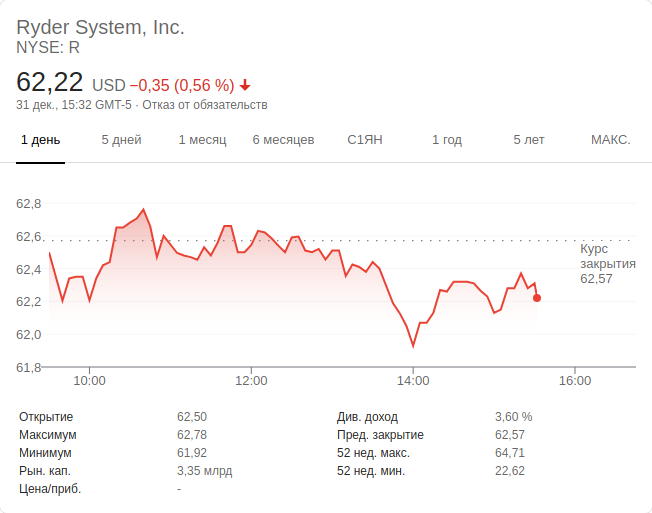 Ryder System, Inc.
NYSE: R
62,22 USD −0,35 (0,56 %)
31 дек., 15:32 GMT-5 · Отказ от обязательств
1 день 5 дней 1 месяц 6 месяцев С1ЯН 1 год 5 лет МАКС.
62,8
62,6
Курс
закрытия
62,57
62,4
62,2
62,0
61,8
10:00 12:00 14:00 16:00
Открытие 62,50 Див. доход 3,60 %
Максимум 62,78 Пред. закрытие 62,57
Минимум 61,92 52 нед. макс. 64,71
Рын. кап. 3,35 млрд 52 нед. мин. 22,62
Цена/приб. -